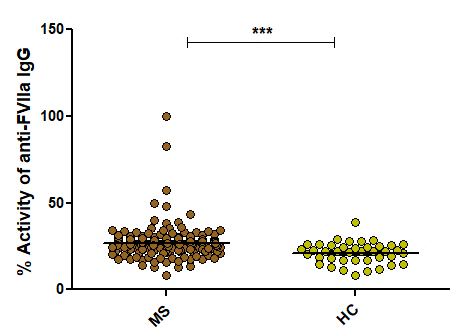 ***
150
100
50
0
% Activity of anti-FVIIa IgG
MS
HC